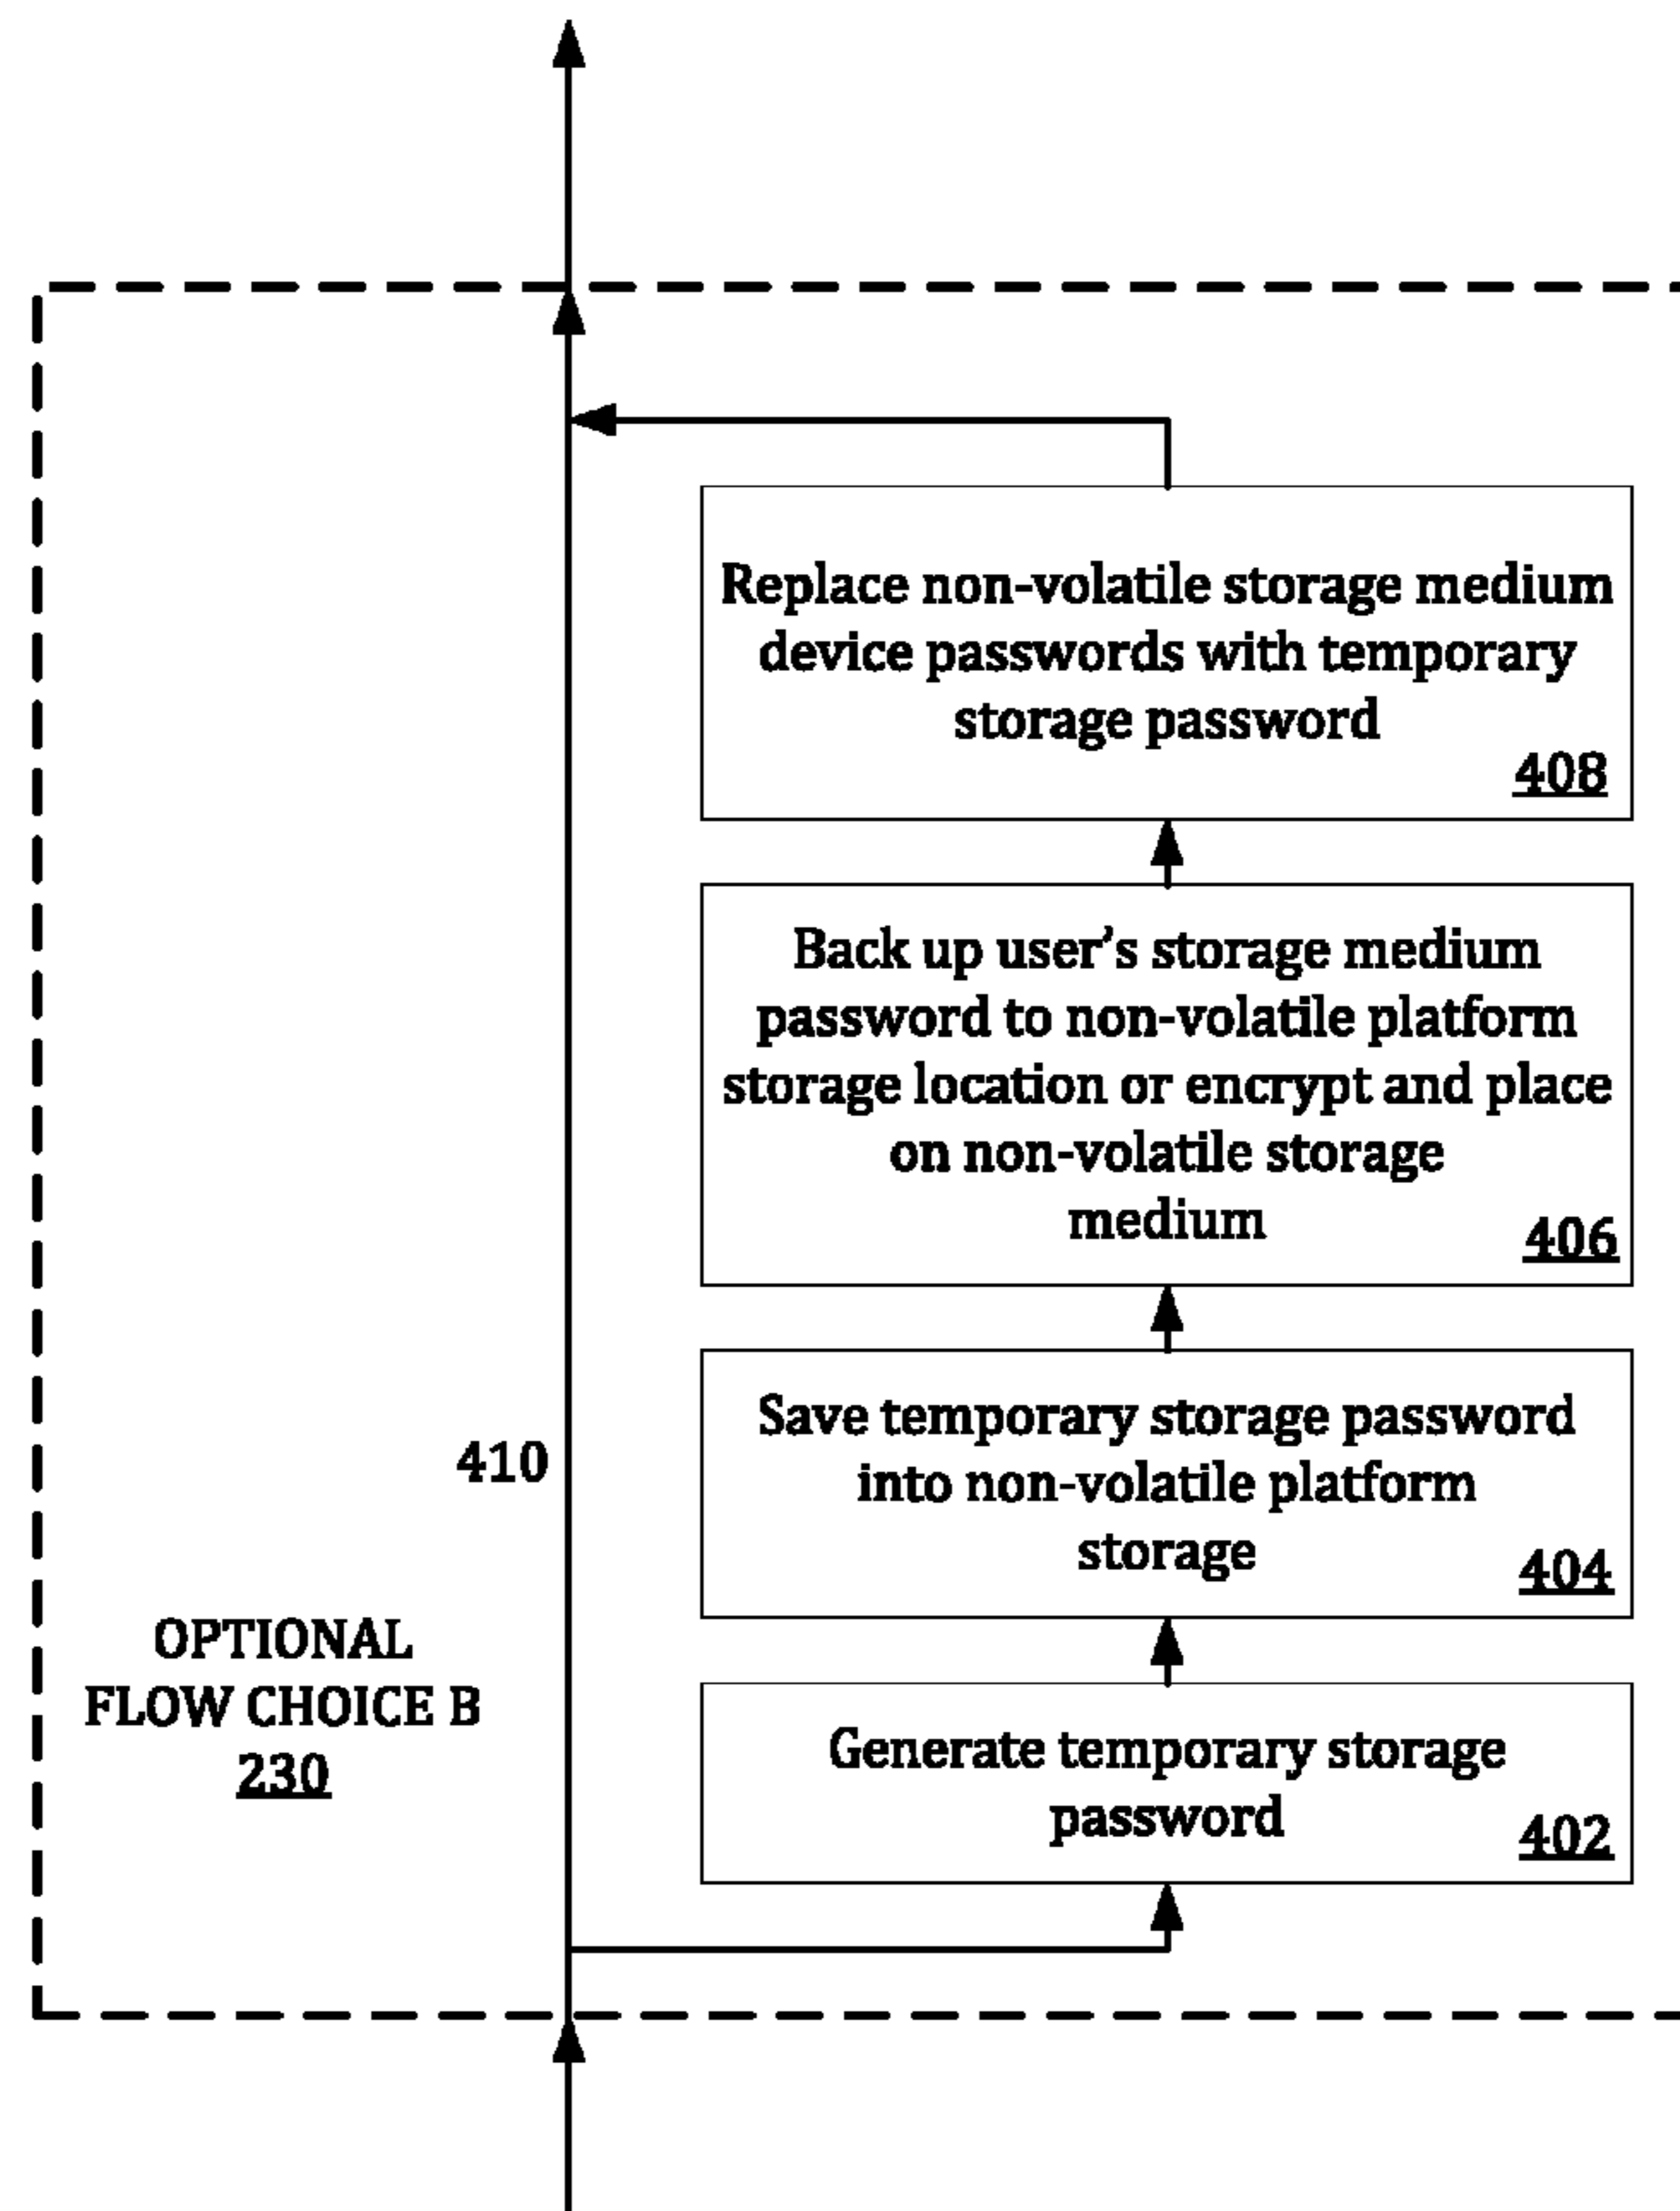 Replace non-volatile storage medium
device passwords with temporary
storage password
408
Back up user's storage medium
password to non-volatile platform
storage location or encrypt and place
on non-volatile storage
medium
406
Save temporary storage password
into non-volatile platform
storage
404
410
OPTIONAL
FLOW CHOICE B
230
Generate temporary storage
password
402